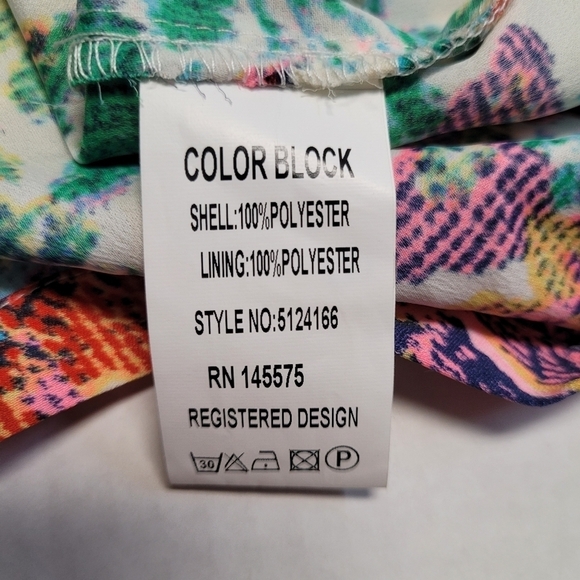 COLOR BLOCK
SHELL:100%POLYESTER
LINING:100%POLYESTER
STYLE NO:5124166
RN 145575
REGISTERED DESIGN
30 P